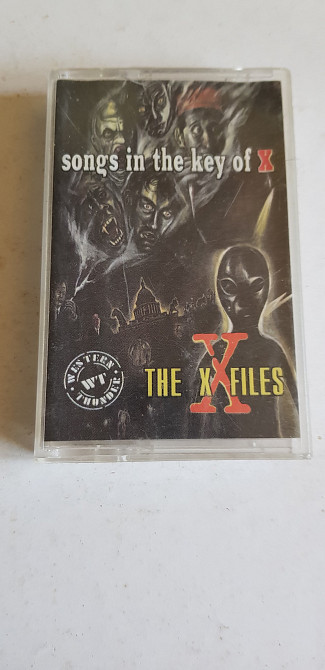 songs in the key of X
WESTERN
WT
THUNDER
THE X FILES